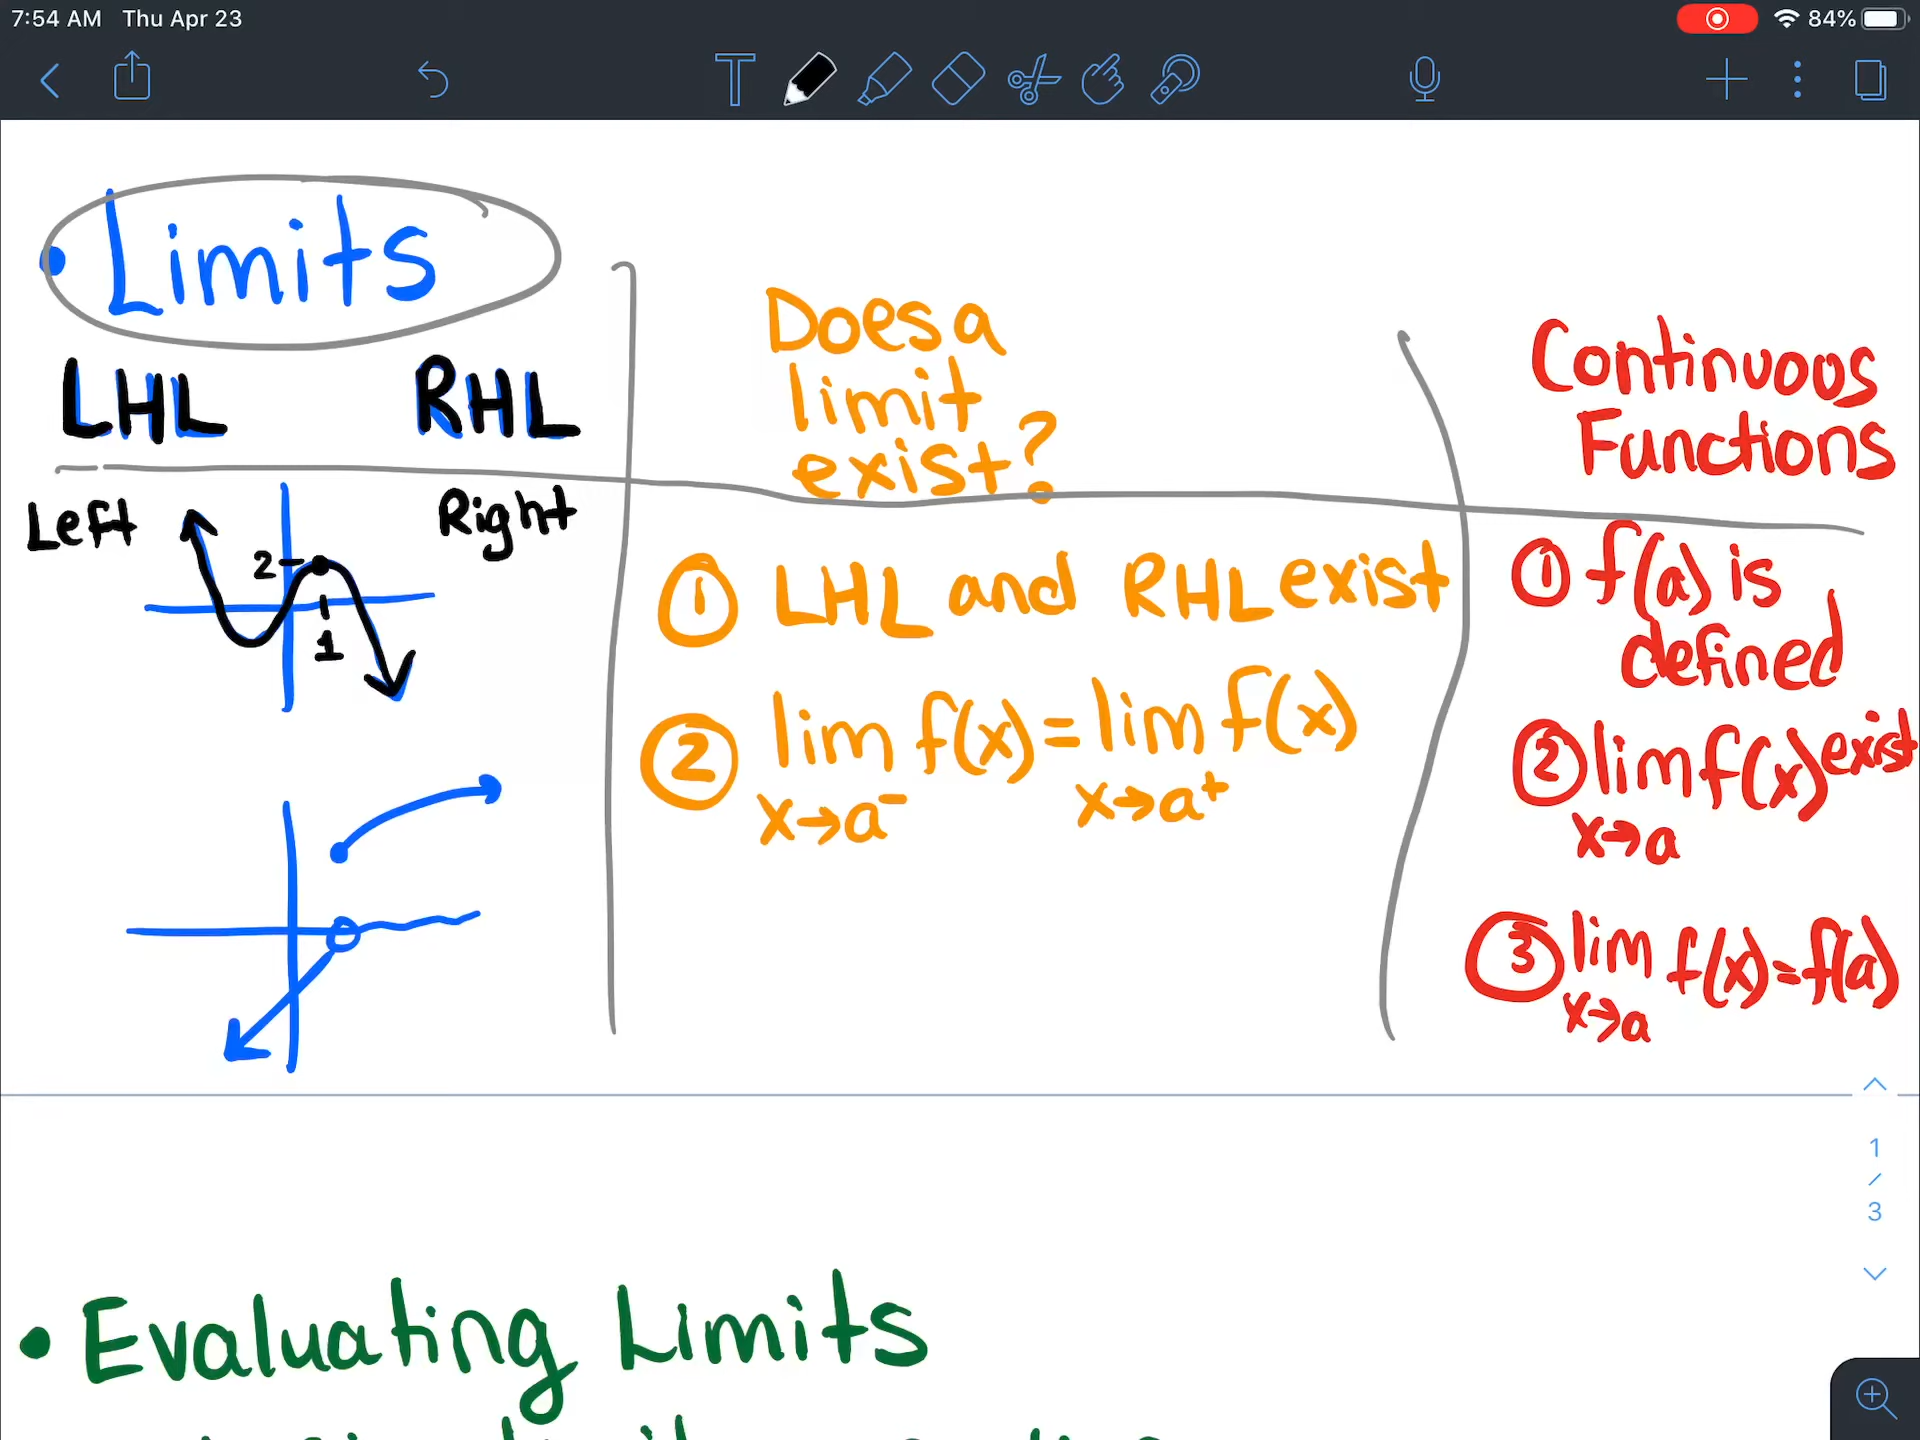 7:54 AM Thu Apr 23
84%
T
Limits
LHL RHL
Left
Right
2
1
Does a
limit
exist?
① LHL and RHL exist
② lim f(x) = lim f(x)
x→a⁻ x→a⁺
Continuous
Functions
① f(a) is
defined
② lim f(x) exist
x→a
③ lim f(x) = f(a)
x→a
1
/
3
• Evaluating Limits